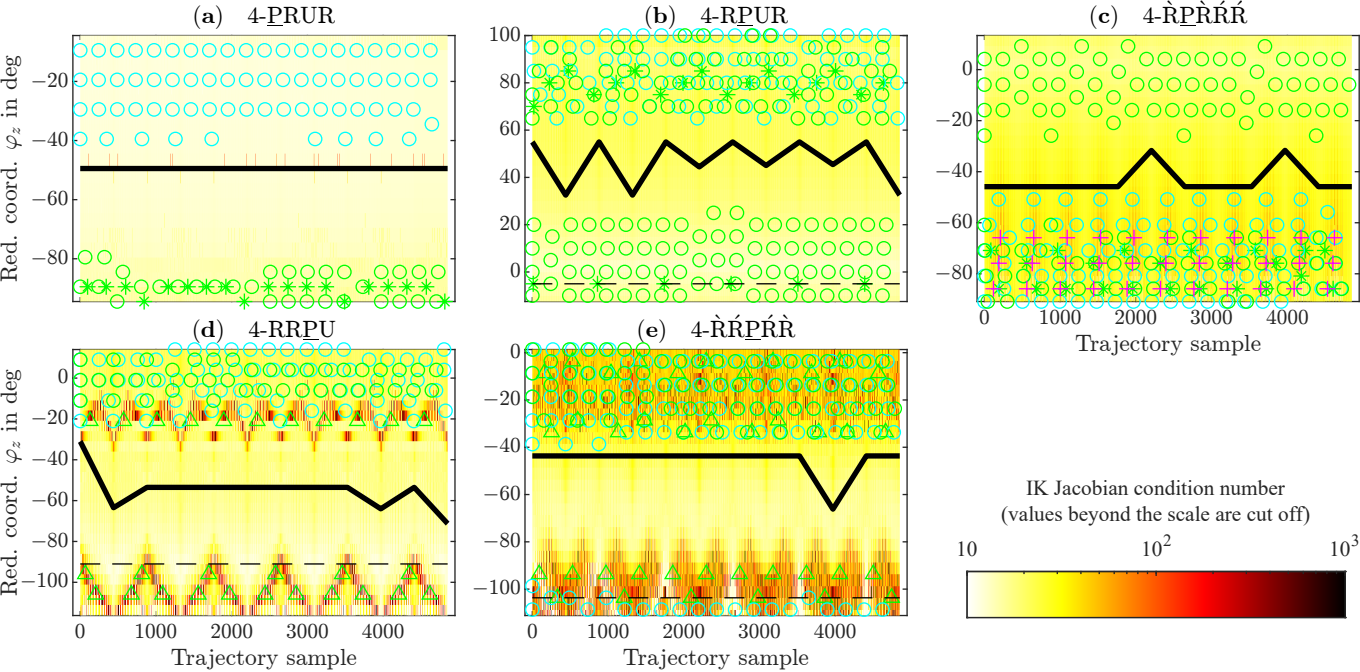 (a) 4-PRUR
(b) 4-RPUR
(c) 4-R̀PR̀ŔŔ
Red. coord. φz in deg
−20
−40
−60
−80
100
80
60
40
20
0
0
−20
−40
−60
−80
0 1000 2000 3000 4000
Trajectory sample
(d) 4-RRPU
(e) 4-R̀ŔPŔR̀
Red. coord. φz in deg
0
−20
−40
−60
−80
−100
0 1000 2000 3000 4000
Trajectory sample
0
−20
−40
−60
−80
−100
0 1000 2000 3000 4000
Trajectory sample
IK Jacobian condition number
(values beyond the scale are cut off)
10 10² 10³